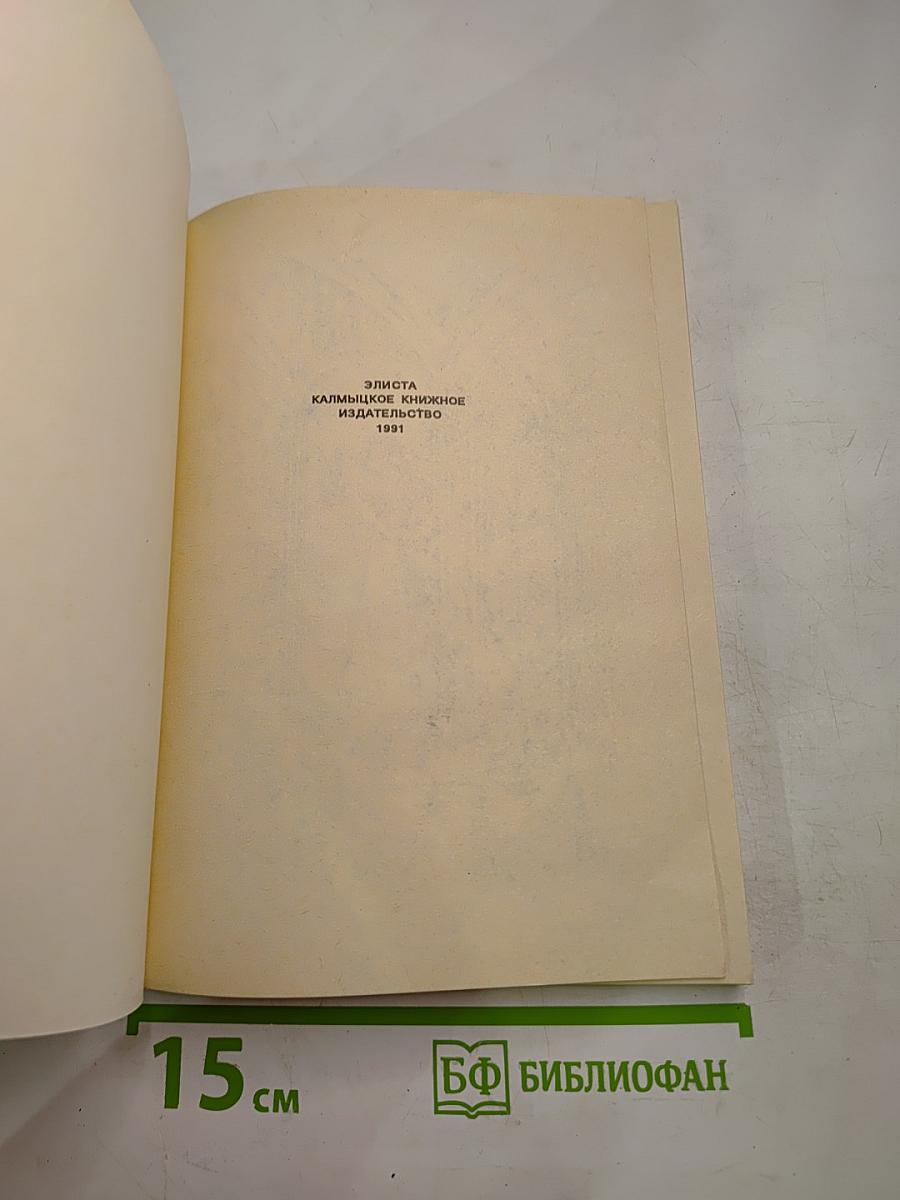 ЭЛИСТА
КАЛМЫЦКОЕ КНИЖНОЕ
ИЗДАТЕЛЬСТВО
1991
15 см
БФ БИБЛИОФАН